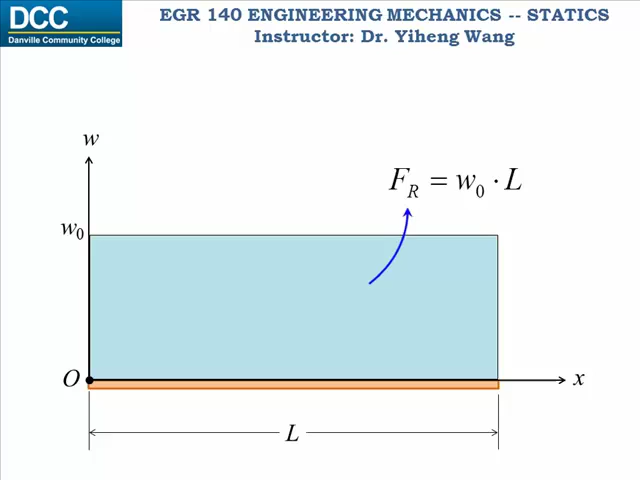 DCC
Danville Community College
EGR 140 ENGINEERING MECHANICS -- STATICS
Instructor: Dr. Yiheng Wang
w
F_R = w_0 · L
w_0
O
x
L